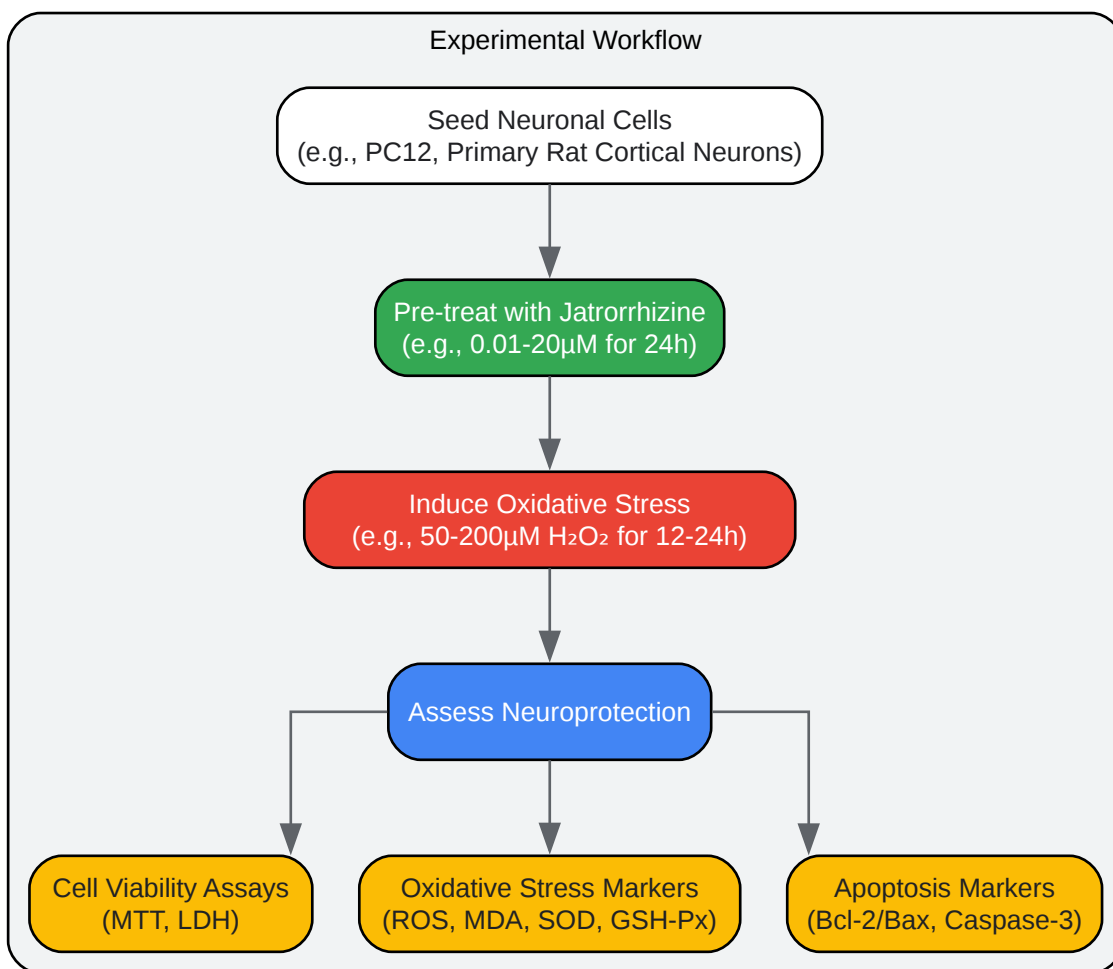 Experimental Workflow
Seed Neuronal Cells
(e.g., PC12, Primary Rat Cortical Neurons)
Pre-treat with Jatrorrhizine
(e.g., 0.01-20µM for 24h)
Induce Oxidative Stress
(e.g., 50-200µM H₂O₂ for 12-24h)
Assess Neuroprotection
Cell Viability Assays
(MTT, LDH)
Oxidative Stress Markers
(ROS, MDA, SOD, GSH-Px)
Apoptosis Markers
(Bcl-2/Bax, Caspase-3)